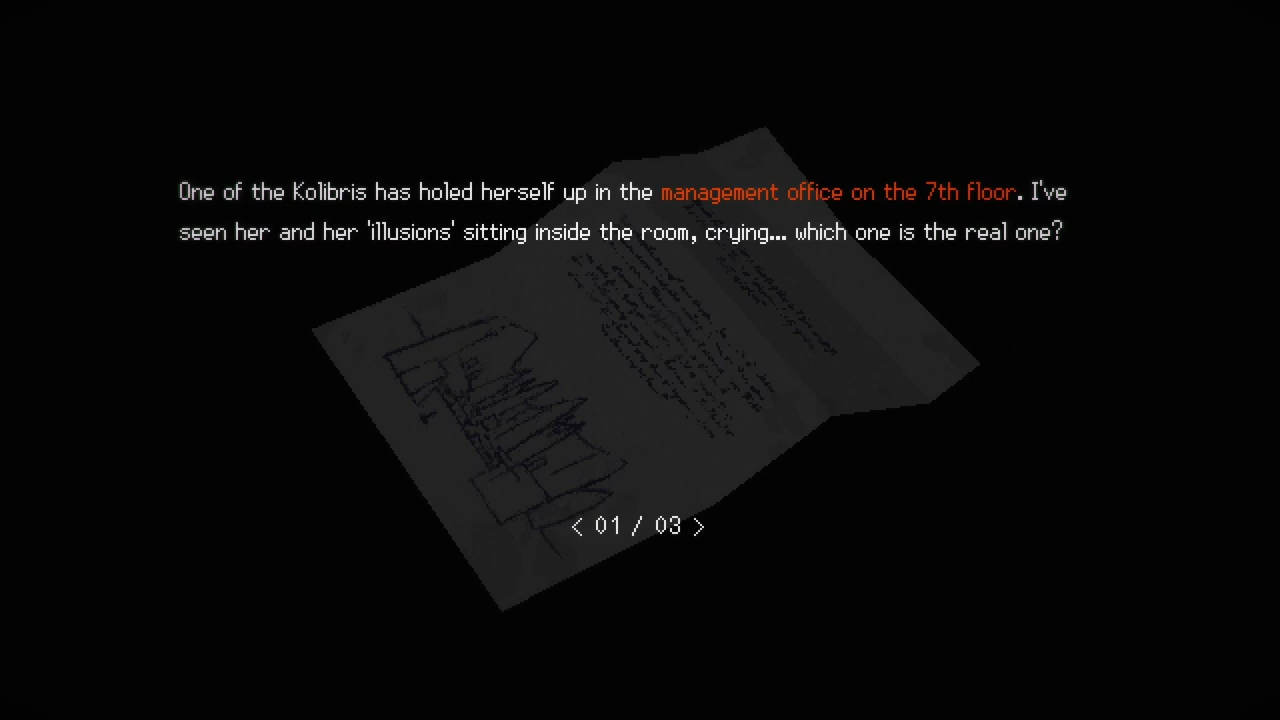 One of the Kolibris has holed herself up in the management office on the 7th floor. I've
seen her and her 'illusions' sitting inside the room, crying... which one is the real one?
< 01 / 03 >